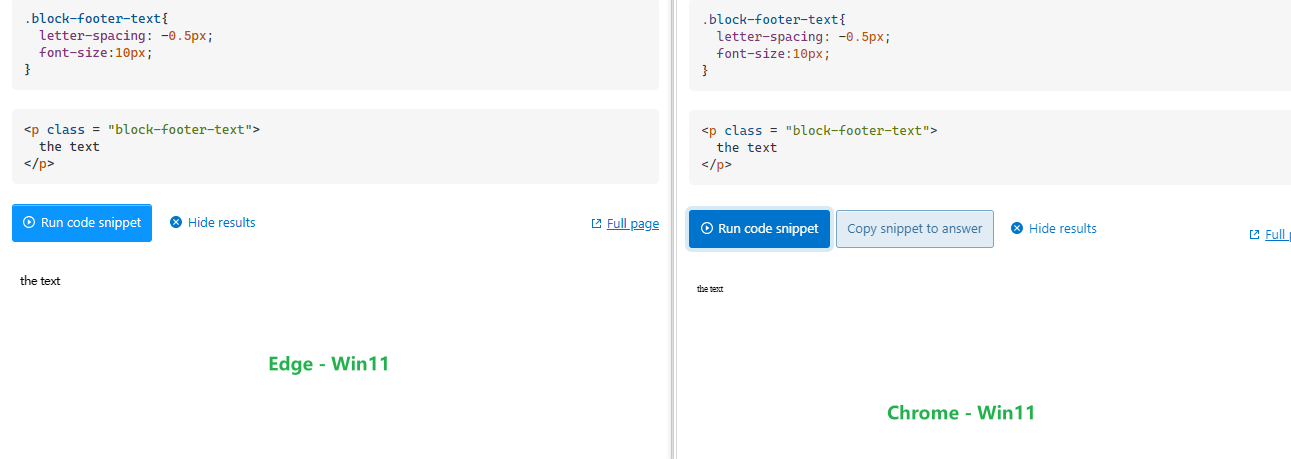 .block-footer-text{
  letter-spacing: -0.5px;
  font-size:10px;
}
<p class = "block-footer-text">
  the text
</p>
Run code snippet
Hide results
Full page
the text
Edge - Win11
.block-footer-text{
  letter-spacing: -0.5px;
  font-size:10px;
}
<p class = "block-footer-text">
  the text
</p>
Run code snippet
Copy snippet to answer
Hide results
Full
the text
Chrome - Win11